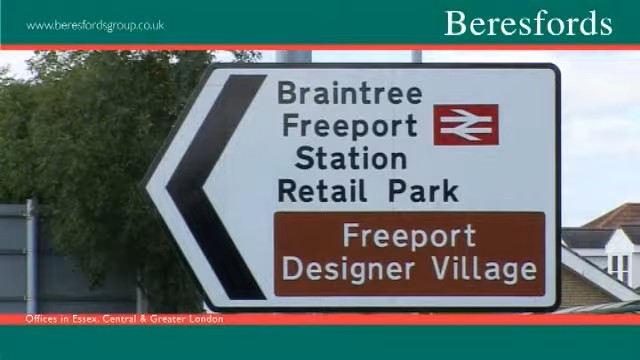 www.beresfordsgroup.co.uk
Beresfords
Braintree
Freeport
Station
Retail Park
Freeport
Designer Village
Offices in Essex, Central & Greater London